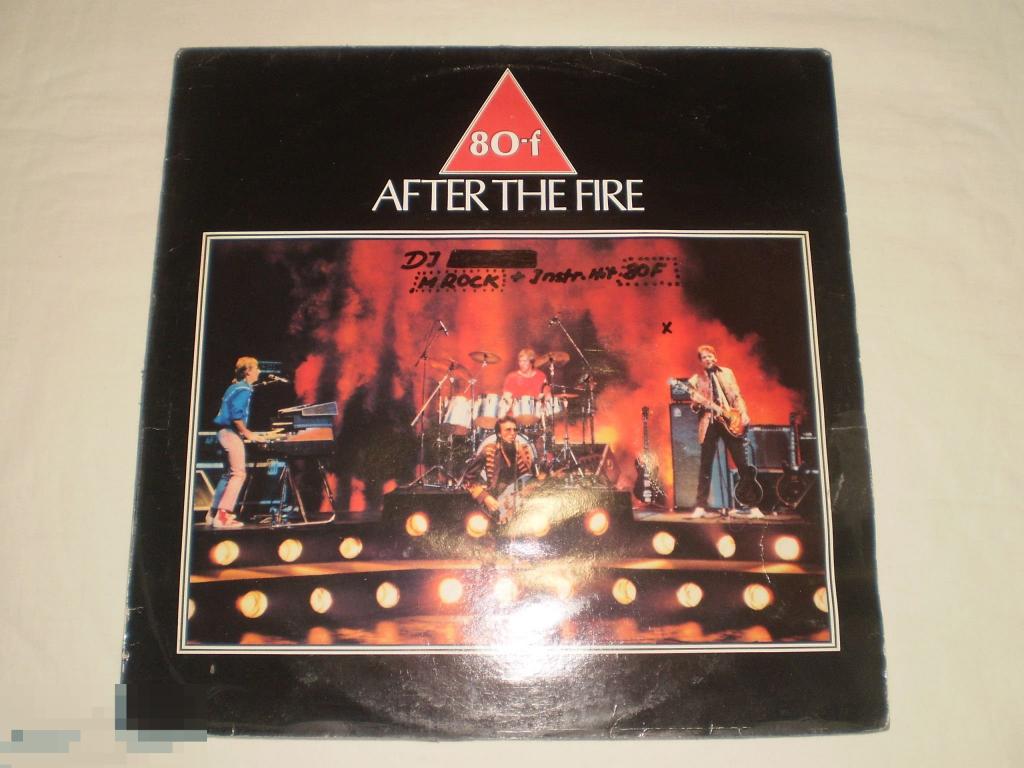 80-f
AFTER THE FIRE
DJ
M ROCK + Instr. Hit 80F
X